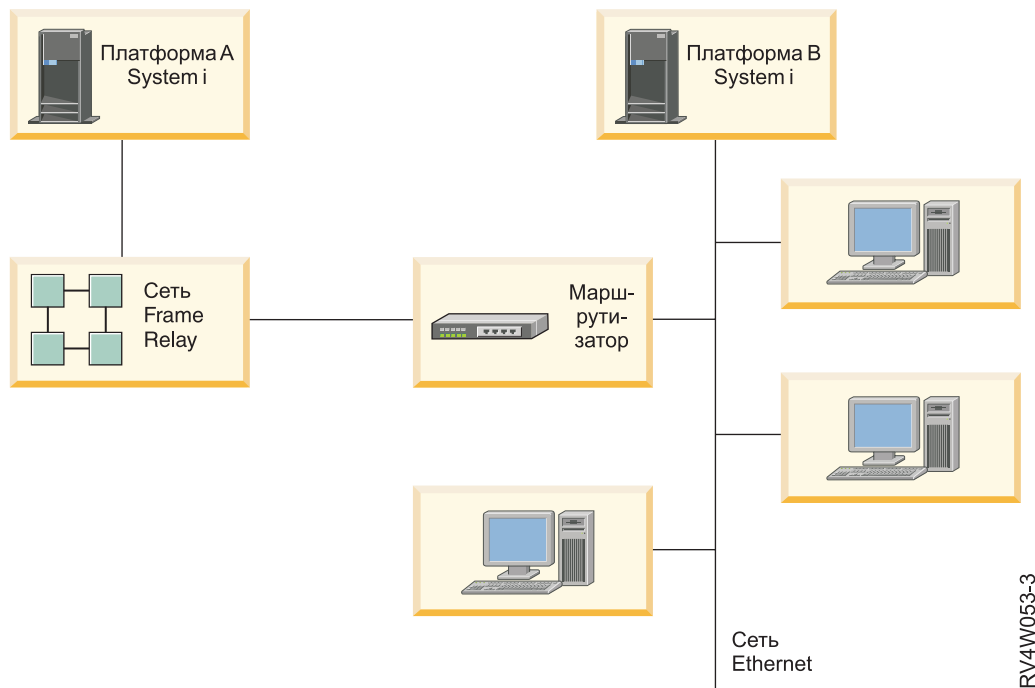 Платформа A
System i
Платформа B
System i
Сеть
Frame
Relay
Марш-
рути-
затор
Сеть
Ethernet
RV4W053-3